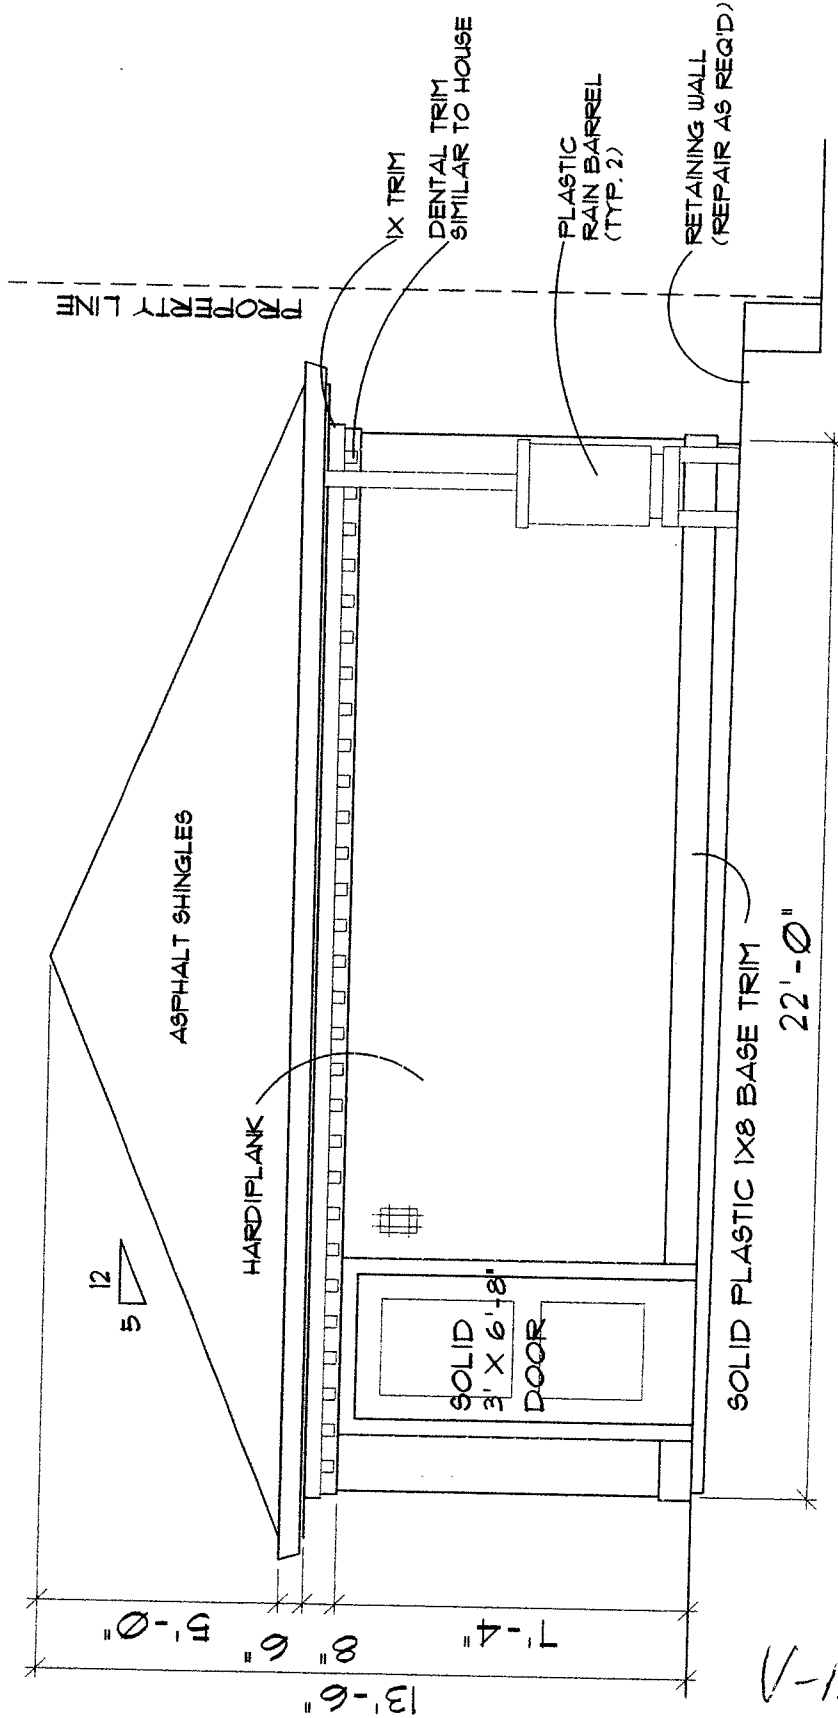 PROPERTY LINE
1X TRIM
DENTAL TRIM
SIMILAR TO HOUSE
PLASTIC
RAIN BARREL
(TYP. 2)
RETAINING WALL
(REPAIR AS REQ'D)
ASPHALT SHINGLES
HARDIPLANK
12
5
SOLID
3' X 6'-8"
DOOR
SOLID PLASTIC 1X8 BASE TRIM
22'-0"
5'-0"
6"
8"
7'-4"
13'-6"